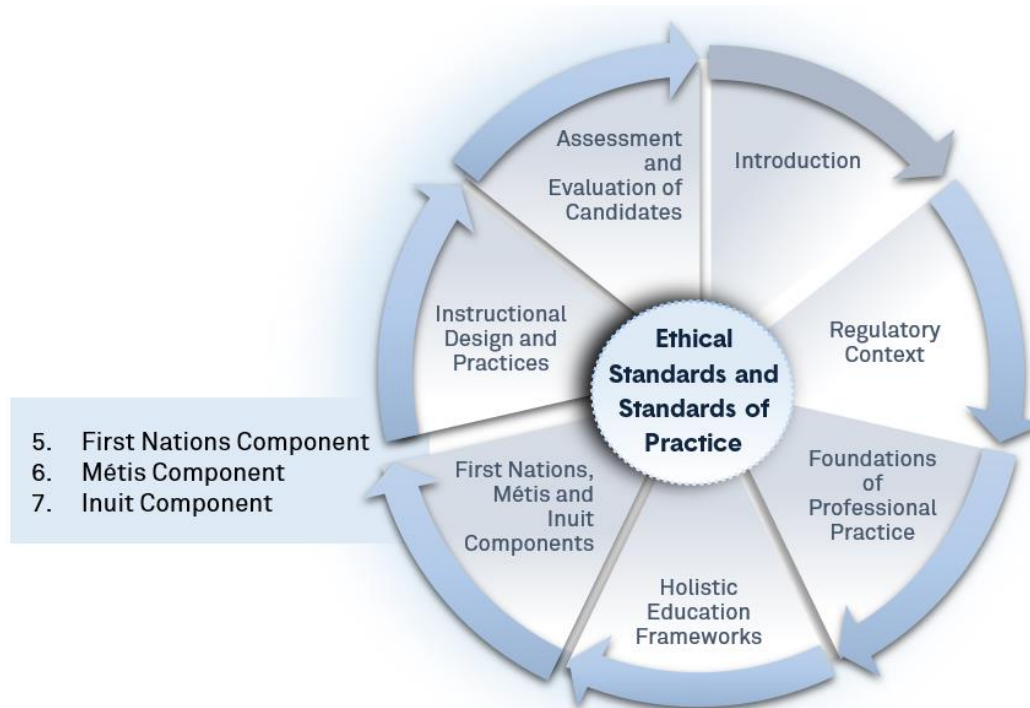 Assessment
and
Evaluation of
Candidates
Introduction
Instructional
Design and
Practices
Ethical
Standards and
Standards of
Practice
Regulatory
Context
5. First Nations Component
6. Métis Component
7. Inuit Component
First Nations,
Métis and
Inuit
Components
Foundations
of
Professional
Practice
Holistic
Education
Frameworks